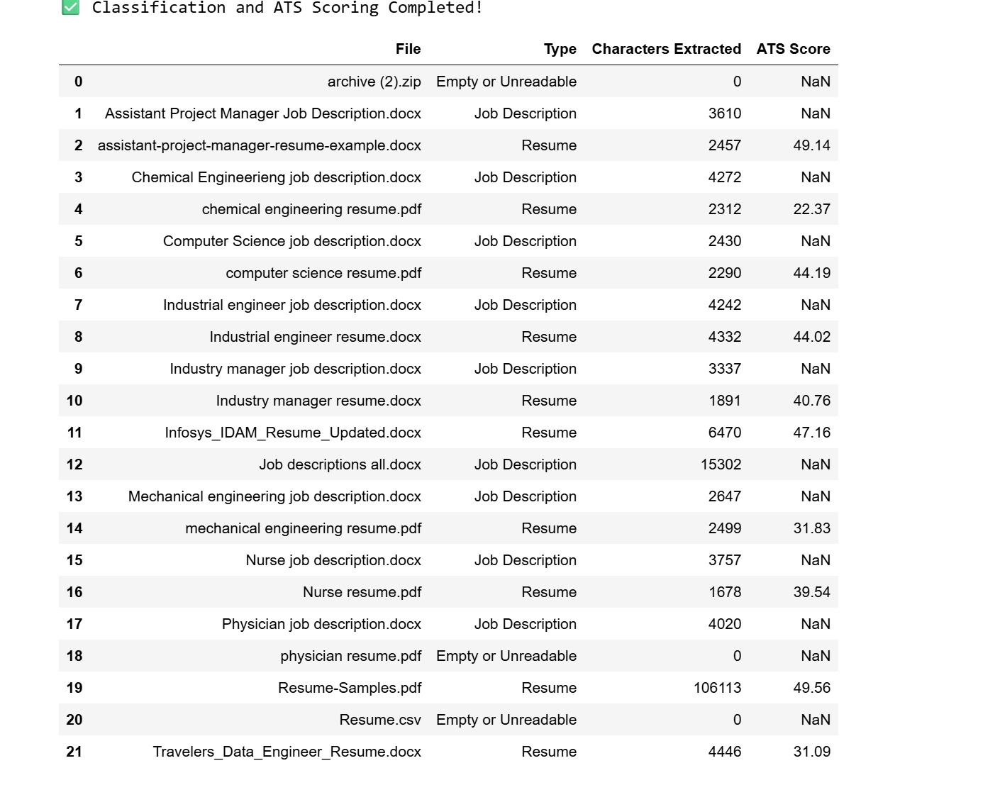 ✅ Classification and ATS Scoring Completed!
File Type Characters Extracted ATS Score
0 archive (2).zip Empty or Unreadable 0 NaN
1 Assistant Project Manager Job Description.docx Job Description 3610 NaN
2 assistant-project-manager-resume-example.docx Resume 2457 49.14
3 Chemical Engineerieng job description.docx Job Description 4272 NaN
4 chemical engineering resume.pdf Resume 2312 22.37
5 Computer Science job description.docx Job Description 2430 NaN
6 computer science resume.pdf Resume 2290 44.19
7 Industrial engineer job description.docx Job Description 4242 NaN
8 Industrial engineer resume.docx Resume 4332 44.02
9 Industry manager job description.docx Job Description 3337 NaN
10 Industry manager resume.docx Resume 1891 40.76
11 Infosys_IDAM_Resume_Updated.docx Resume 6470 47.16
12 Job descriptions all.docx Job Description 15302 NaN
13 Mechanical engineering job description.docx Job Description 2647 NaN
14 mechanical engineering resume.pdf Resume 2499 31.83
15 Nurse job description.docx Job Description 3757 NaN
16 Nurse resume.pdf Resume 1678 39.54
17 Physician job description.docx Job Description 4020 NaN
18 physician resume.pdf Empty or Unreadable 0 NaN
19 Resume-Samples.pdf Resume 106113 49.56
20 Resume.csv Empty or Unreadable 0 NaN
21 Travelers_Data_Engineer_Resume.docx Resume 4446 31.09